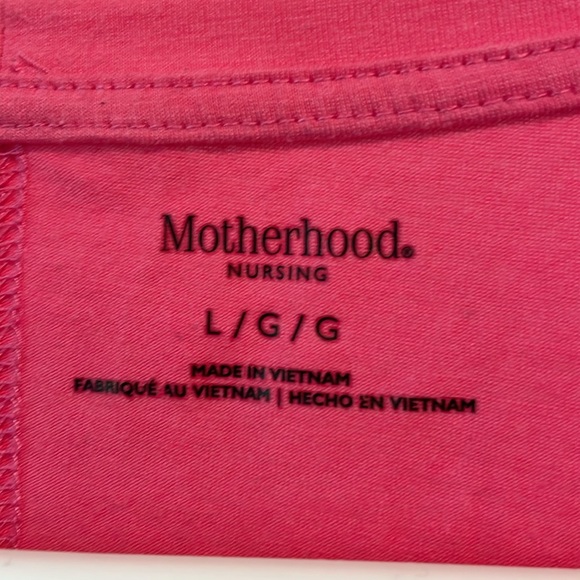 Motherhood®
NURSING
L / G / G
MADE IN VIETNAM
FABRIQUÉ AU VIETNAM | HECHO EN VIETNAM